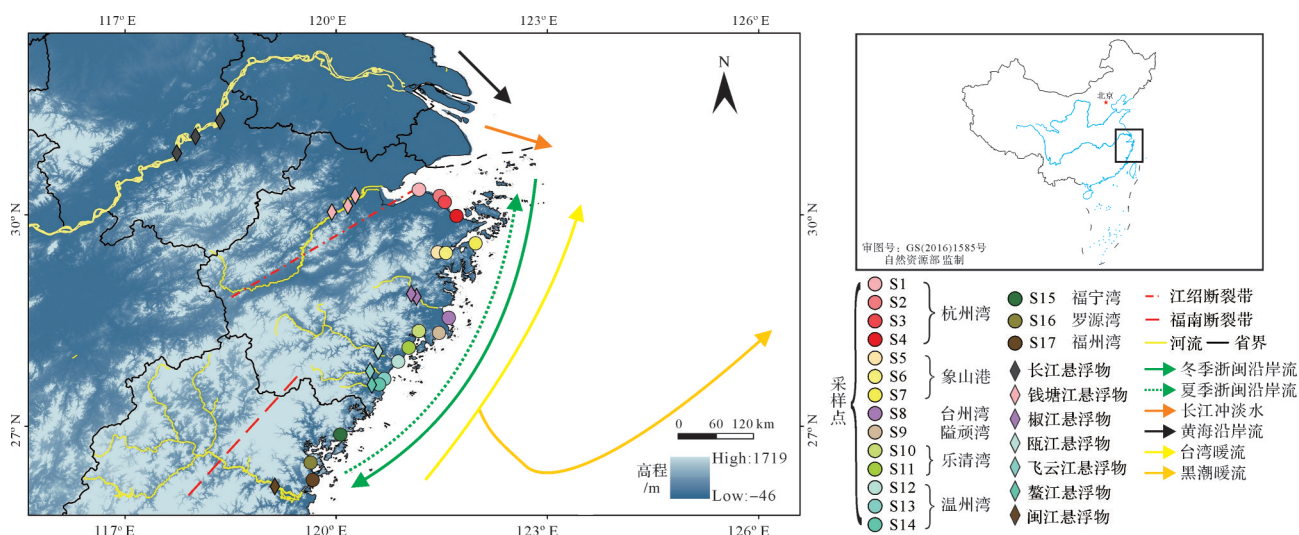 117° E
120° E
123° E
126° E
30° N
27° N
N
0 60 120 km
高程
/m
High:1719
Low:-46
117° E
120° E
123° E
126° E
北京
审图号：GS(2016)1585号
自然资源部 监制
采样点
S1
S2
S3
S4
杭州湾
S5
S6
S7
象山港
S8 台州湾
S9 隘顽湾
S10
S11
乐清湾
S12
S13
S14
温州湾
S15 福宁湾
S16 罗源湾
S17 福州湾
长江悬浮物
钱塘江悬浮物
椒江悬浮物
瓯江悬浮物
飞云江悬浮物
鳌江悬浮物
闽江悬浮物
江绍断裂带
福南断裂带
河流 省界
冬季浙闽沿岸流
夏季浙闽沿岸流
长江冲淡水
黄海沿岸流
台湾暖流
黑潮暖流